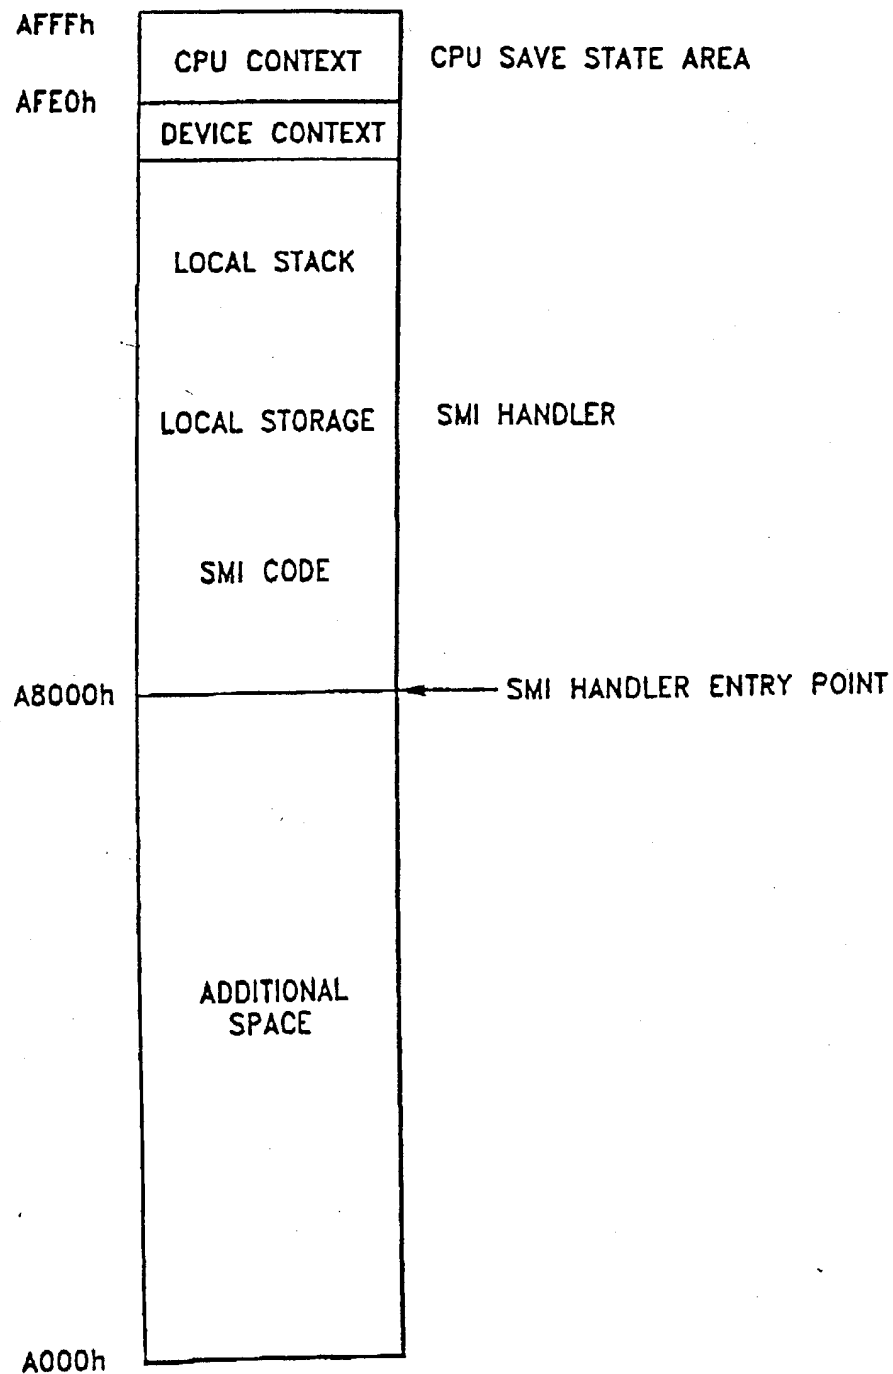 AFFFh
CPU CONTEXT
CPU SAVE STATE AREA
AFE0h
DEVICE CONTEXT
LOCAL STACK
LOCAL STORAGE
SMI HANDLER
SMI CODE
A8000h
SMI HANDLER ENTRY POINT
ADDITIONAL
SPACE
A000h